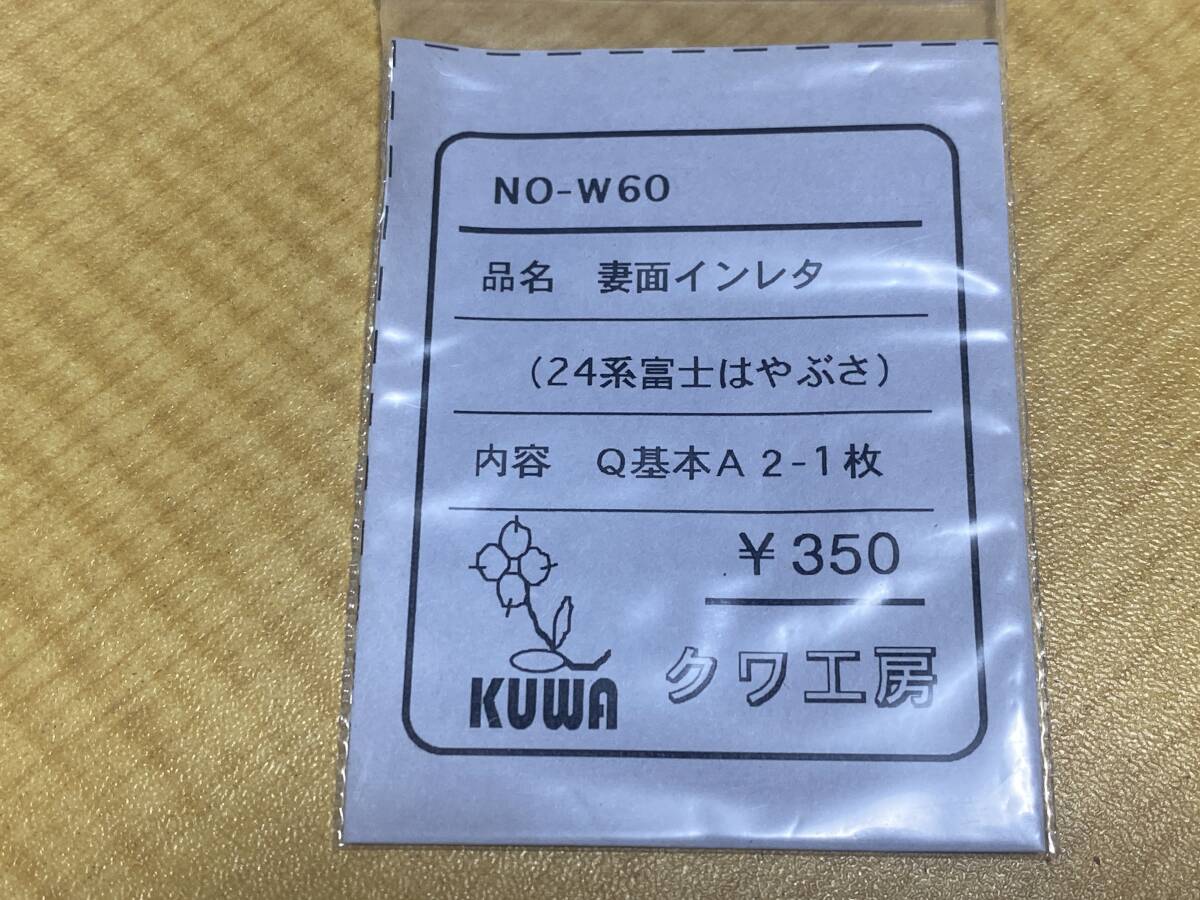 NO-W60
品名　妻面インレタ
（24系富士はやぶさ）
内容　Q基本A 2-1枚
¥350
KUWA
クワ工房